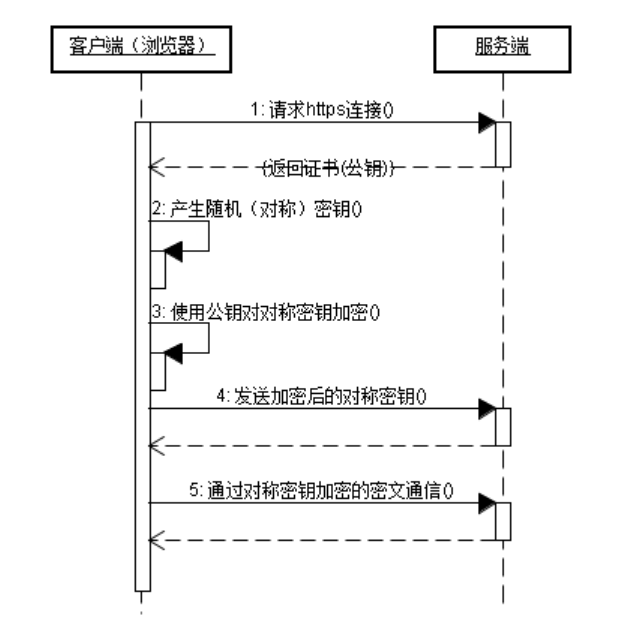 客户端（浏览器）
服务端
1: 请求https连接()
(返回证书(公钥))
2: 产生随机（对称）密钥()
3: 使用公钥对对称密钥加密()
4: 发送加密后的对称密钥()
5: 通过对称密钥加密的密文通信()